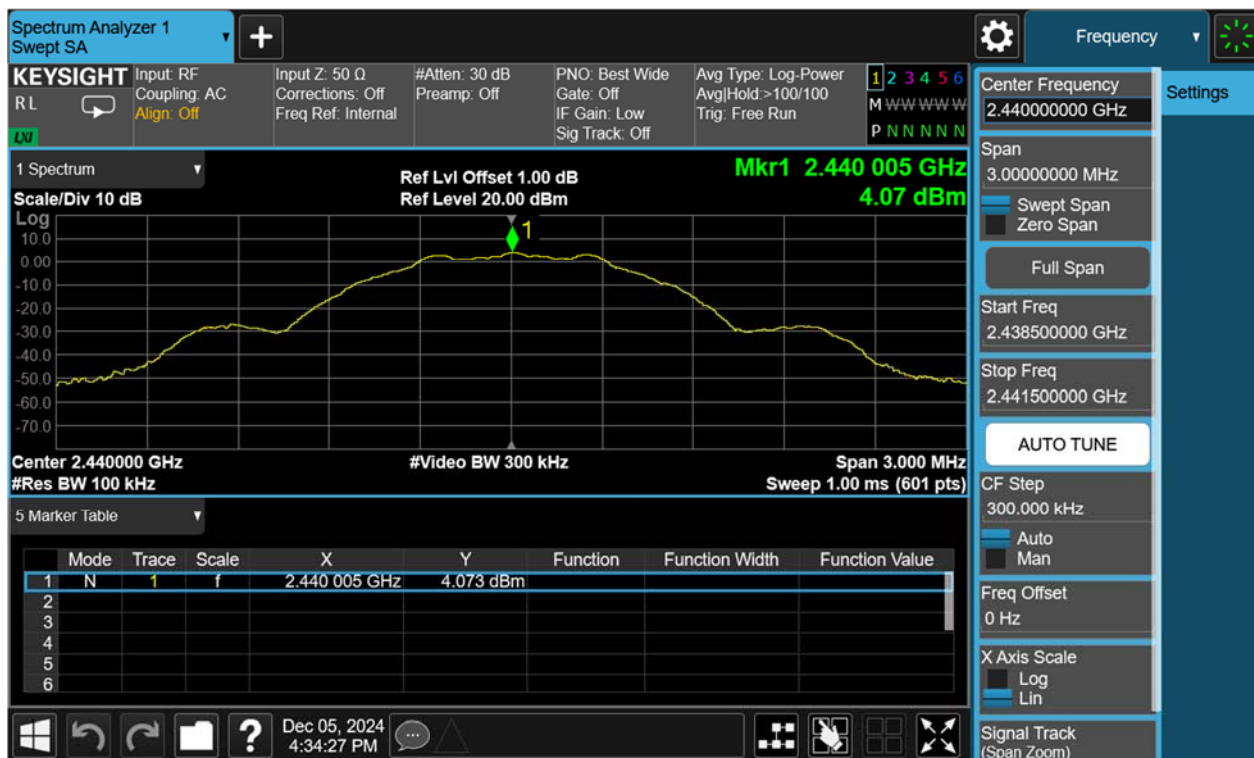 Spectrum Analyzer 1
Swept SA
Frequency
KEYSIGHT
R L
LXI
Input: RF
Coupling: AC
Align: Off
Input Z: 50 Ω
Corrections: Off
Freq Ref: Internal
#Atten: 30 dB
Preamp: Off
PNO: Best Wide
Gate: Off
IF Gain: Low
Sig Track: Off
Avg Type: Log-Power
Avg|Hold:>100/100
Trig: Free Run
1 2 3 4 5 6
M W W W W W
P N N N N N
1 Spectrum
Scale/Div 10 dB
Ref Lvl Offset 1.00 dB
Ref Level 20.00 dBm
Mkr1 2.440 005 GHz
4.07 dBm
Log
10.0
0.00
-10.0
-20.0
-30.0
-40.0
-50.0
-60.0
-70.0
1
Center 2.440000 GHz
#Video BW 300 kHz
Span 3.000 MHz
#Res BW 100 kHz
Sweep 1.00 ms (601 pts)
5 Marker Table
Mode Trace Scale X Y Function Function Width Function Value
1 N 1 f 2.440 005 GHz 4.073 dBm
2
3
4
5
6
Dec 05, 2024
4:34:27 PM
?
Center Frequency
2.440000000 GHz
Settings
Span
3.00000000 MHz
Swept Span
Zero Span
Full Span
Start Freq
2.438500000 GHz
Stop Freq
2.441500000 GHz
AUTO TUNE
CF Step
300.000 kHz
Auto
Man
Freq Offset
0 Hz
X Axis Scale
Log
Lin
Signal Track
(Span Zoom)